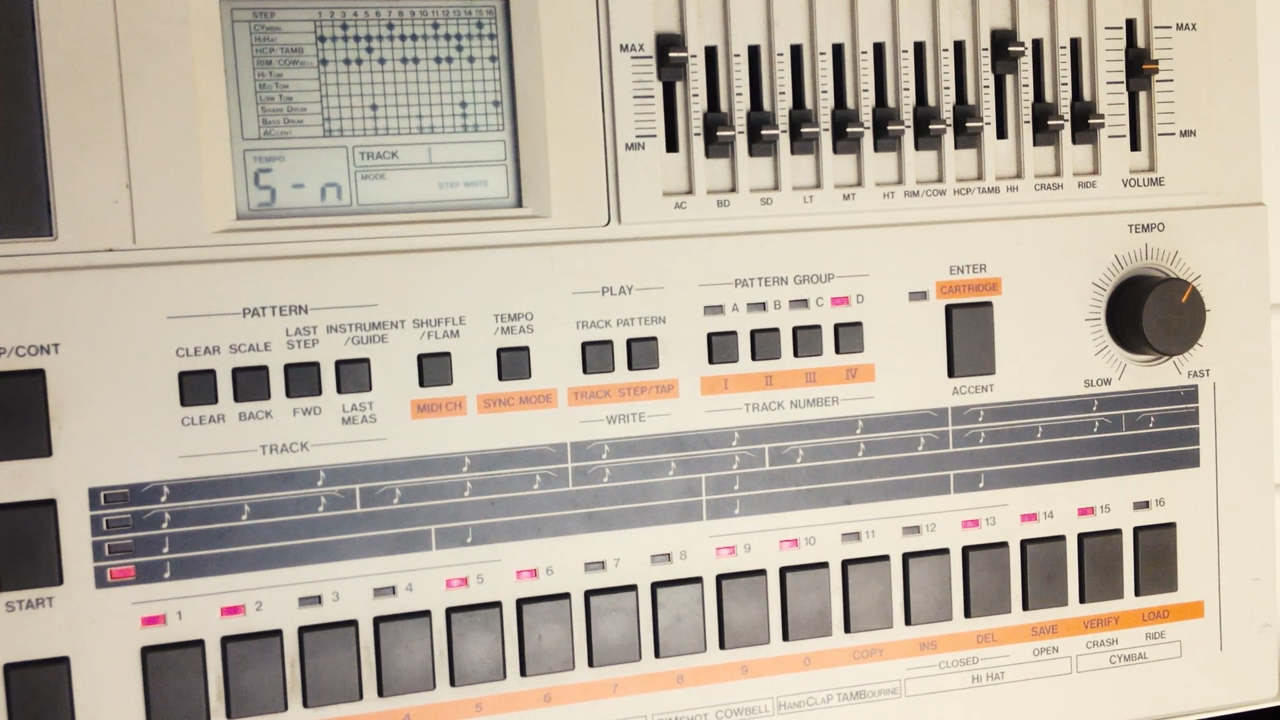 STEP 1 2 3 4 5 6 7 8 9 10 11 12 13 14 15 16
CYMBAL
HiHAT
HCP/TAMB
RIM/COWBELL
Hi TOM
MID TOM
LOW TOM
SNARE DRUM
BASS DRUM
ACCENT
TEMPO
5-n
TRACK
MODE
STEP WRITE
MAX
MIN
MAX
MIN
AC BD SD LT MT HT RIM/COW HCP/TAMB HH CRASH RIDE VOLUME
TEMPO
SLOW
FAST
P/CONT
START
PATTERN
CLEAR SCALE LAST STEP INSTRUMENT /GUIDE
CLEAR BACK FWD LAST MEAS
TRACK
SHUFFLE /FLAM
MIDI CH
TEMPO /MEAS
SYNC MODE
PLAY
TRACK PATTERN
TRACK STEP/TAP
WRITE
PATTERN GROUP
A B C D
I II III IV
TRACK NUMBER
ENTER
CARTRIDGE
ACCENT
1 2 3 4 5 6 7 8 9 10 11 12 13 14 15 16
4 5 6 7 8 9 0 COPY INS DEL SAVE VERIFY LOAD
CLOSED OPEN CRASH RIDE
COWBELL HANDCLAP TAMBOURINE Hi HAT CYMBAL